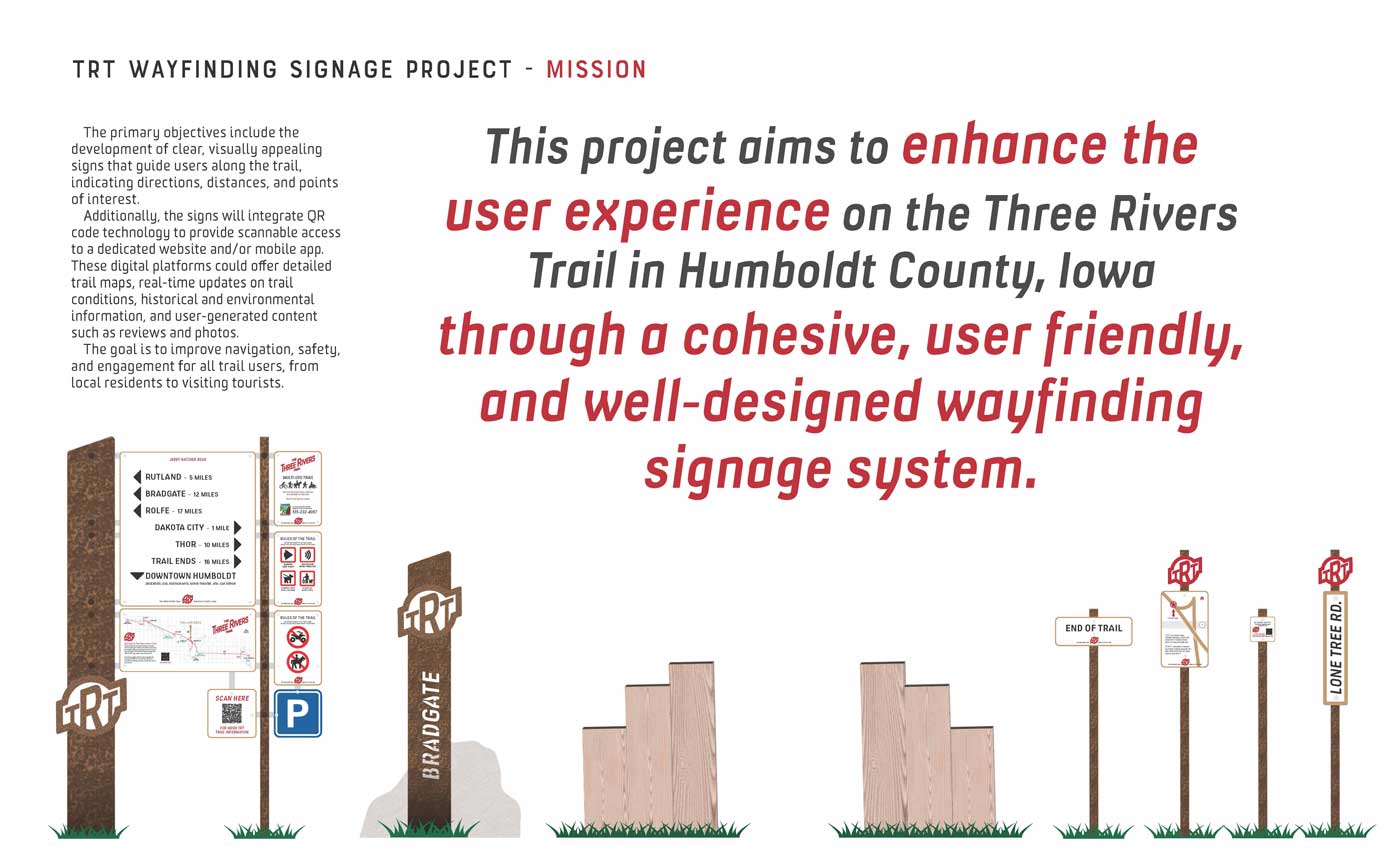 TRT WAYFINDING SIGNAGE PROJECT - MISSION
The primary objectives include the
development of clear, visually appealing
signs that guide users along the trail,
indicating directions, distances, and points
of interest.
Additionally, the signs will integrate QR
code technology to provide scannable access
to a dedicated website and/or mobile app.
These digital platforms could offer detailed
trail maps, real-time updates on trail
conditions, historical and environmental
information, and user-generated content
such as reviews and photos.
The goal is to improve navigation, safety,
and engagement for all trail users, from
local residents to visiting tourists.
This project aims to enhance the
user experience on the Three Rivers
Trail in Humboldt County, Iowa
through a cohesive, user friendly,
and well-designed wayfinding
signage system.
RUTLAND - 5 MILES
BRADGATE - 12 MILES
ROLFE - 17 MILES
DAKOTA CITY - 1 MILE
THOR - 10 MILES
TRAIL ENDS - 16 MILES
DOWNTOWN HUMBOLDT
THREE RIVERS
MULTI-USE TRAIL
RULES OF THE TRAIL
THREE RIVERS
RULES OF THE TRAIL
SCAN HERE
FOR MORE TRT
TRAIL INFORMATION
P
TRT
TRT
BRADGATE
END OF TRAIL
TRT
TRT
LONE TREE RD.